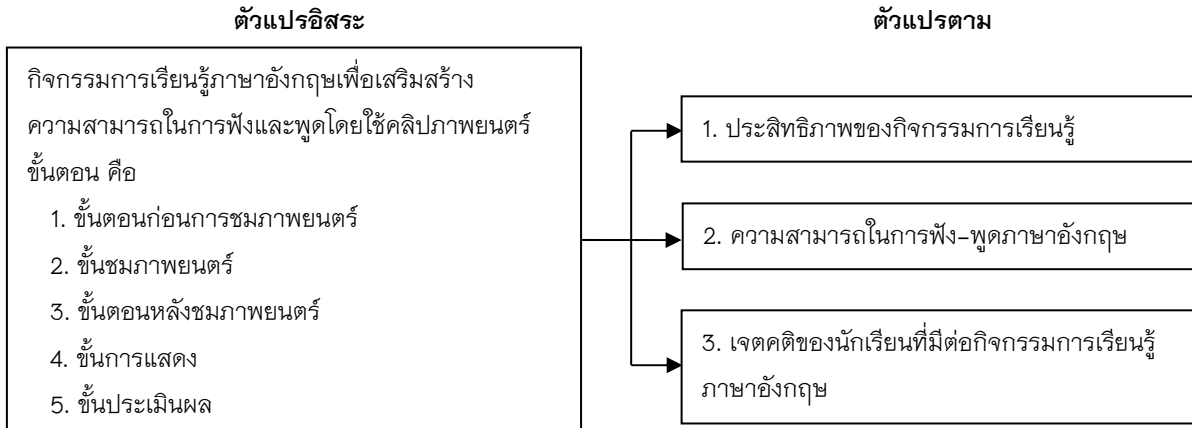 ตัวแปรอิสระ
กิจกรรมการเรียนรู้ภาษาอังกฤษเพื่อเสริมสร้าง
ความสามารถในการฟังและพูดโดยใช้คลิปภาพยนตร์
ขั้นตอน คือ
1. ขั้นตอนก่อนการชมภาพยนตร์
2. ขั้นชมภาพยนตร์
3. ขั้นตอนหลังชมภาพยนตร์
4. ขั้นการแสดง
5. ขั้นประเมินผล
ตัวแปรตาม
1. ประสิทธิภาพของกิจกรรมการเรียนรู้
2. ความสามารถในการฟัง-พูดภาษาอังกฤษ
3. เจตคติของนักเรียนที่มีต่อกิจกรรมการเรียนรู้
ภาษาอังกฤษ